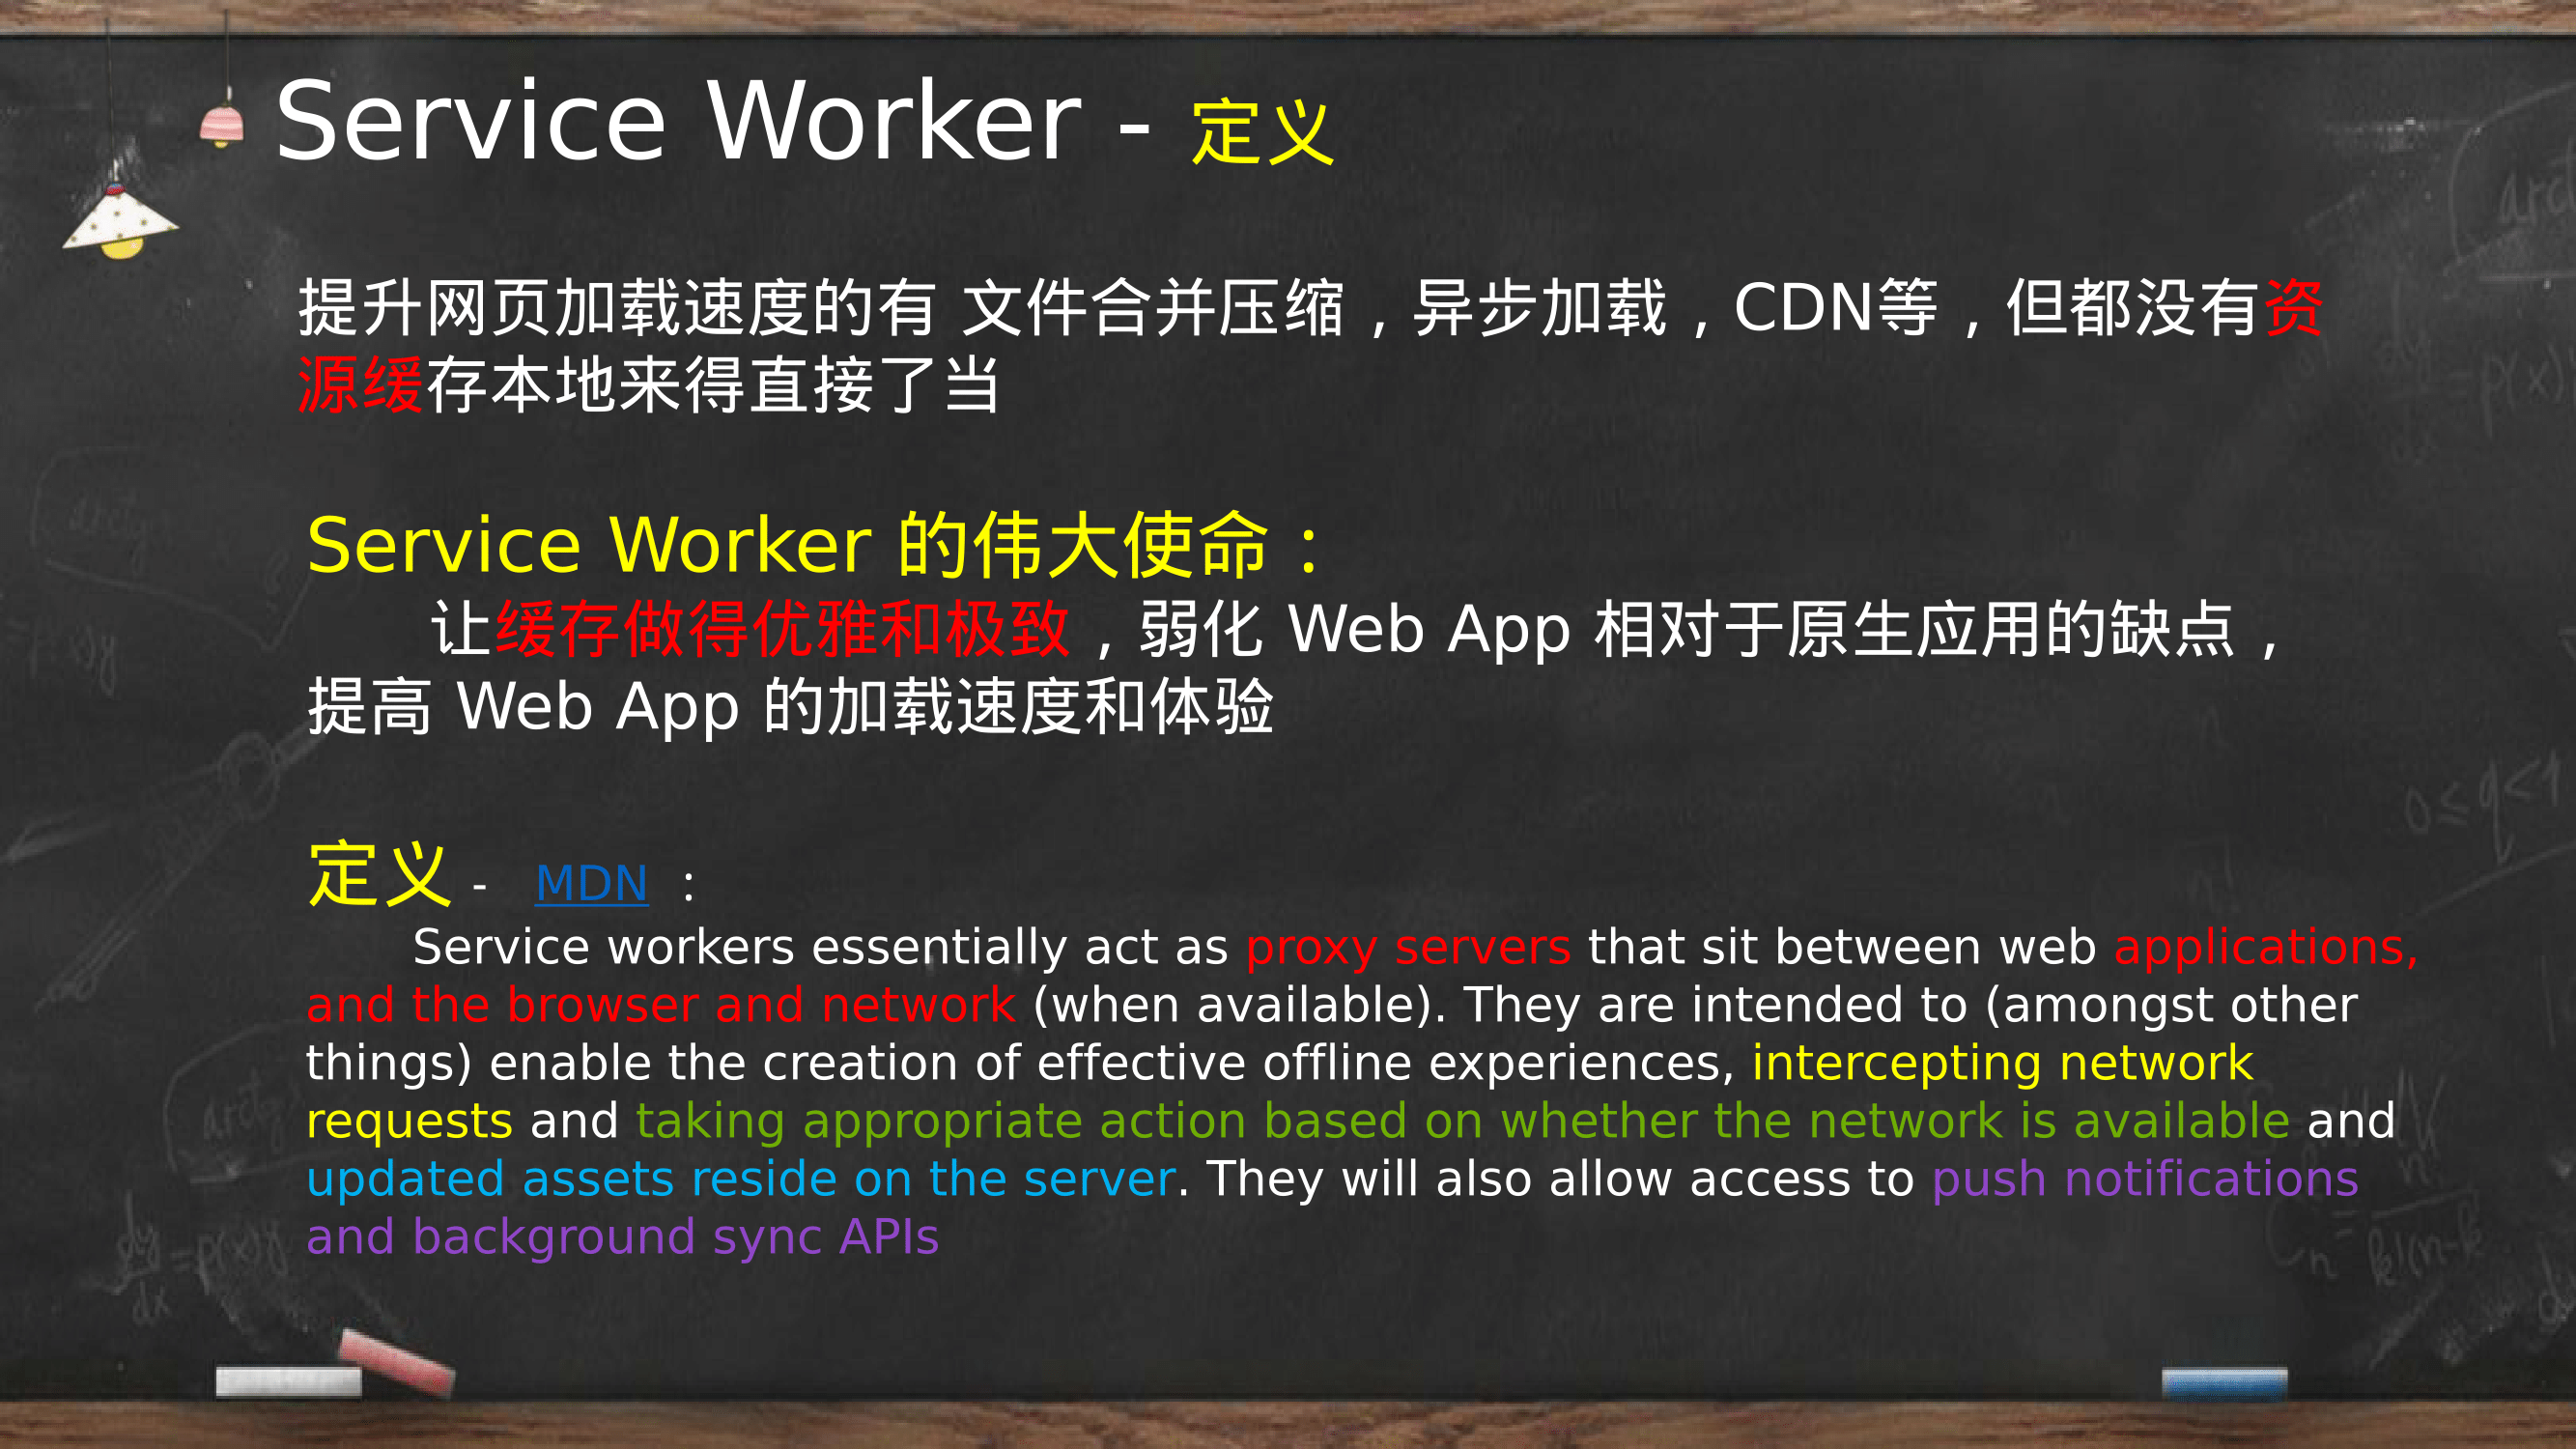 Service Worker - 定义
提升网页加载速度的有 文件合并压缩，异步加载，CDN等，但都没有资
源缓存本地来得直接了当
Service Worker 的伟大使命：
让缓存做得优雅和极致，弱化 Web App 相对于原生应用的缺点，
提高 Web App 的加载速度和体验
定义 - MDN ：
Service workers essentially act as proxy servers that sit between web applications,
and the browser and network (when available). They are intended to (amongst other
things) enable the creation of effective offline experiences, intercepting network
requests and taking appropriate action based on whether the network is available and
updated assets reside on the server. They will also allow access to push notifications
and background sync APIs